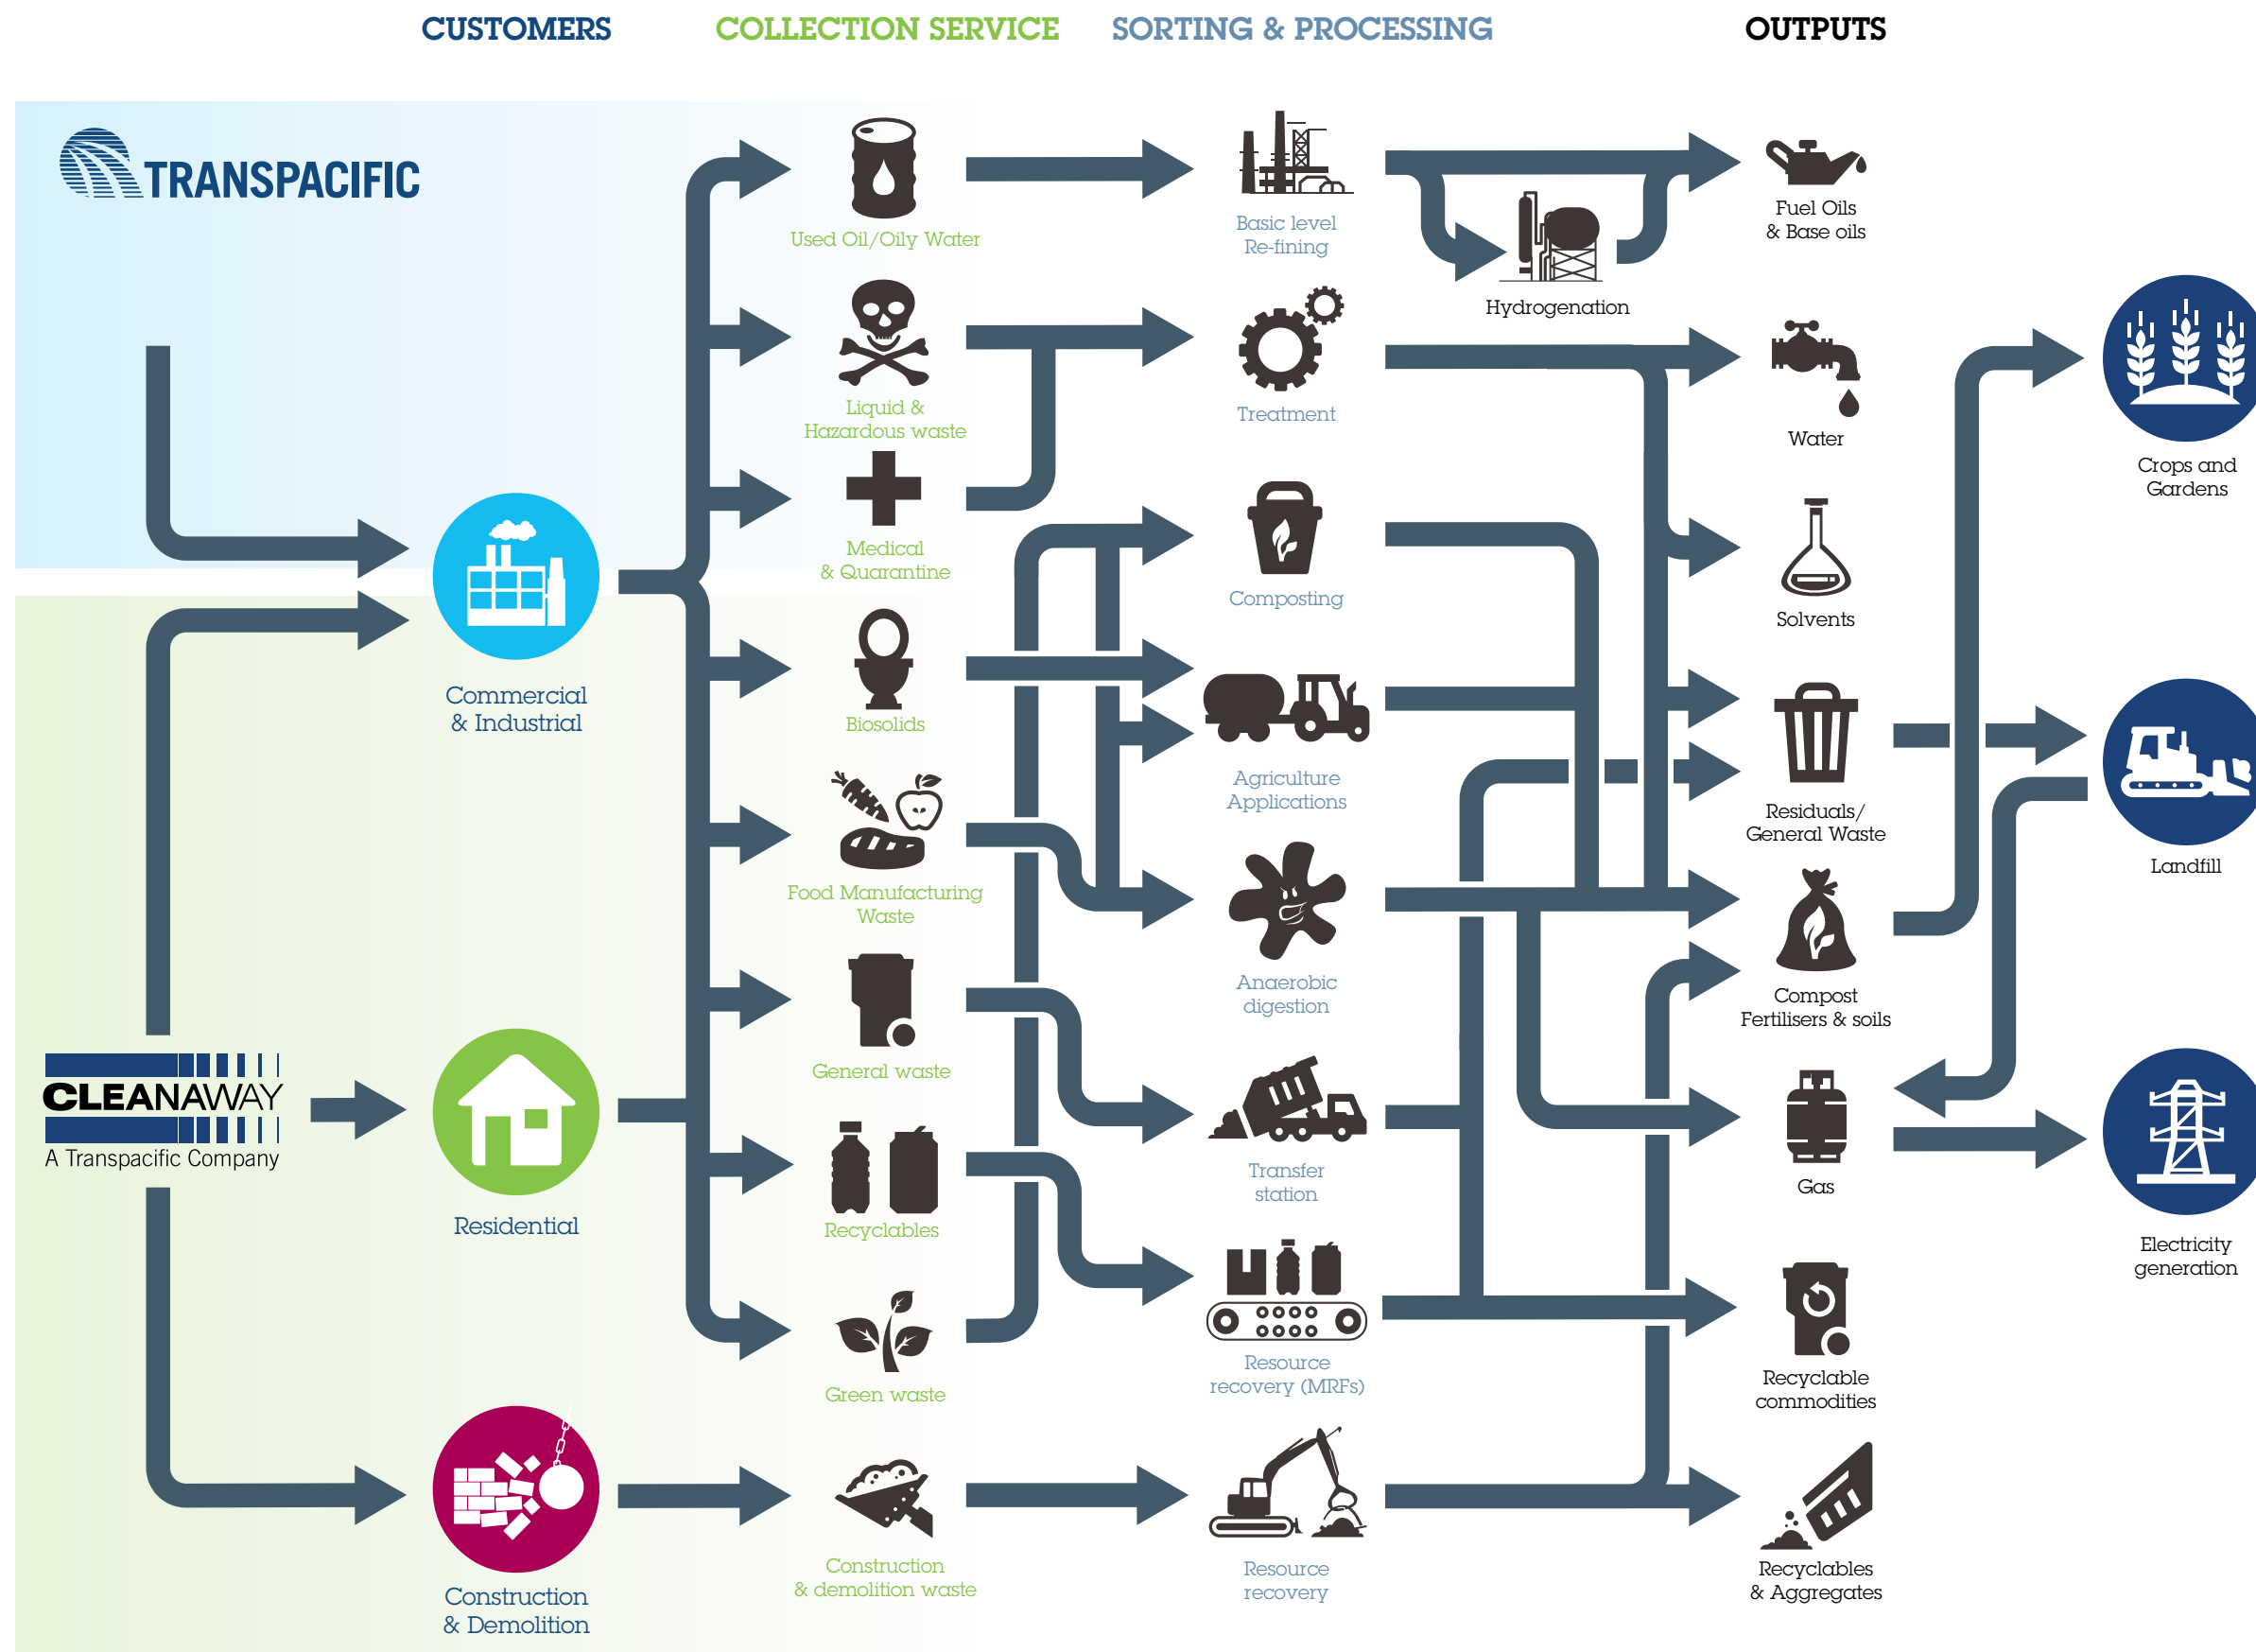 CUSTOMERS
COLLECTION SERVICE
SORTING & PROCESSING
OUTPUTS
TRANSPACIFIC
Commercial
& Industrial
CLEANAWAY
A Transpacific Company
Residential
Construction
& Demolition
Used Oil/Oily Water
Liquid &
Hazardous waste
Medical
& Quarantine
Biosolids
Food Manufacturing
Waste
General waste
Recyclables
Green waste
Construction
& demolition waste
Basic level
Re-fining
Hydrogenation
Treatment
Composting
Agriculture
Applications
Anaerobic
digestion
Transfer
station
Resource
recovery (MRFs)
Resource
recovery
Fuel Oils
& Base oils
Water
Solvents
Residuals/
General Waste
Compost
Fertilisers & soils
Gas
Recyclable
commodities
Recyclables
& Aggregates
Crops and
Gardens
Landfill
Electricity
generation